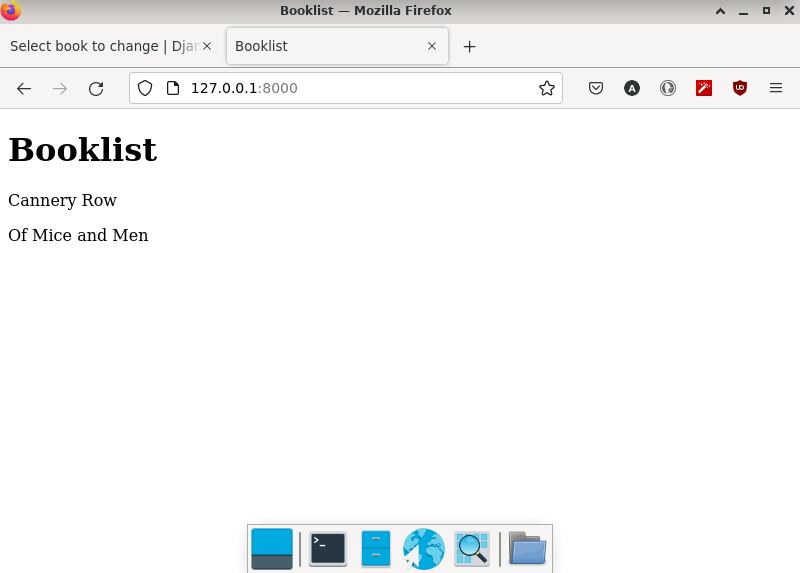 Booklist — Mozilla Firefox
Select book to change | Djan
Booklist
127.0.0.1:8000
A
UD
Booklist
Cannery Row
Of Mice and Men
>_